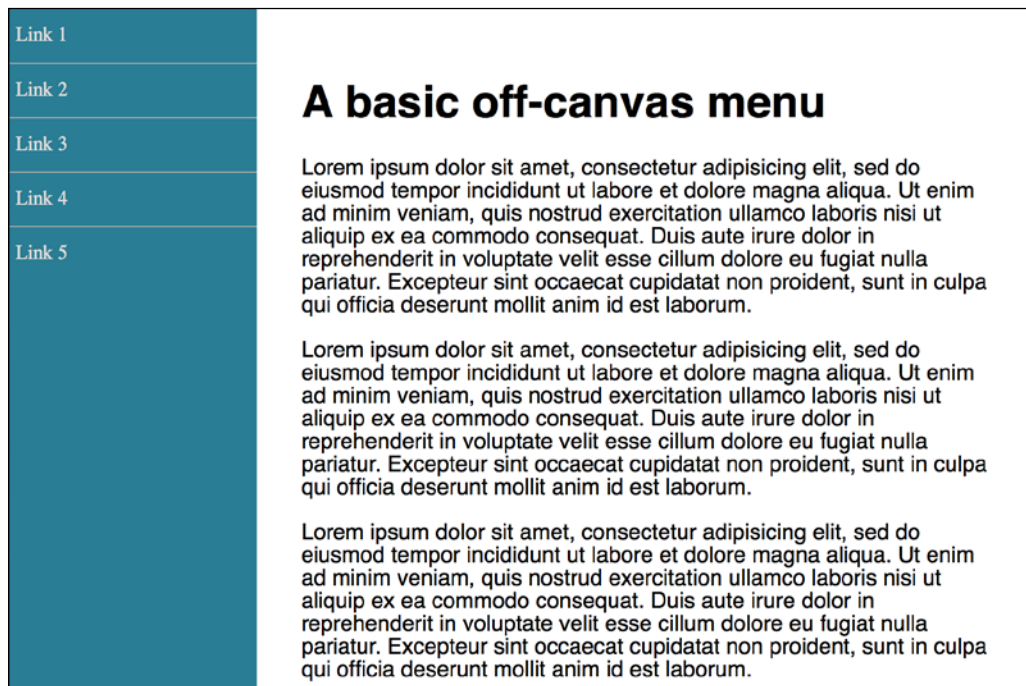 Link 1
Link 2
Link 3
Link 4
Link 5
A basic off-canvas menu
Lorem ipsum dolor sit amet, consectetur adipisicing elit, sed do
eiusmod tempor incididunt ut labore et dolore magna aliqua. Ut enim
ad minim veniam, quis nostrud exercitation ullamco laboris nisi ut
aliquip ex ea commodo consequat. Duis aute irure dolor in
reprehenderit in voluptate velit esse cillum dolore eu fugiat nulla
pariatur. Excepteur sint occaecat cupidatat non proident, sunt in culpa
qui officia deserunt mollit anim id est laborum.
Lorem ipsum dolor sit amet, consectetur adipisicing elit, sed do
eiusmod tempor incididunt ut labore et dolore magna aliqua. Ut enim
ad minim veniam, quis nostrud exercitation ullamco laboris nisi ut
aliquip ex ea commodo consequat. Duis aute irure dolor in
reprehenderit in voluptate velit esse cillum dolore eu fugiat nulla
pariatur. Excepteur sint occaecat cupidatat non proident, sunt in culpa
qui officia deserunt mollit anim id est laborum.
Lorem ipsum dolor sit amet, consectetur adipisicing elit, sed do
eiusmod tempor incididunt ut labore et dolore magna aliqua. Ut enim
ad minim veniam, quis nostrud exercitation ullamco laboris nisi ut
aliquip ex ea commodo consequat. Duis aute irure dolor in
reprehenderit in voluptate velit esse cillum dolore eu fugiat nulla
pariatur. Excepteur sint occaecat cupidatat non proident, sunt in culpa
qui officia deserunt mollit anim id est laborum.